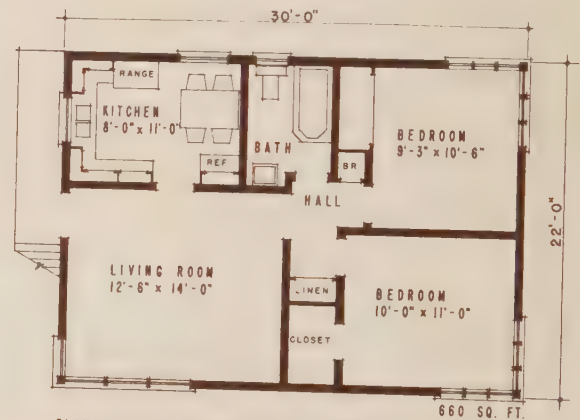 30'-0"
RANGE
KITCHEN
8'-0" x 11'-0"
REF
BATH
BR
BEDROOM
9'-3" x 10'-6"
HALL
22'-0"
LIVING ROOM
12'-6" x 14'-0"
LINEN
CLOSET
BEDROOM
10'-0" x 11'-0"
660 SQ. FT.